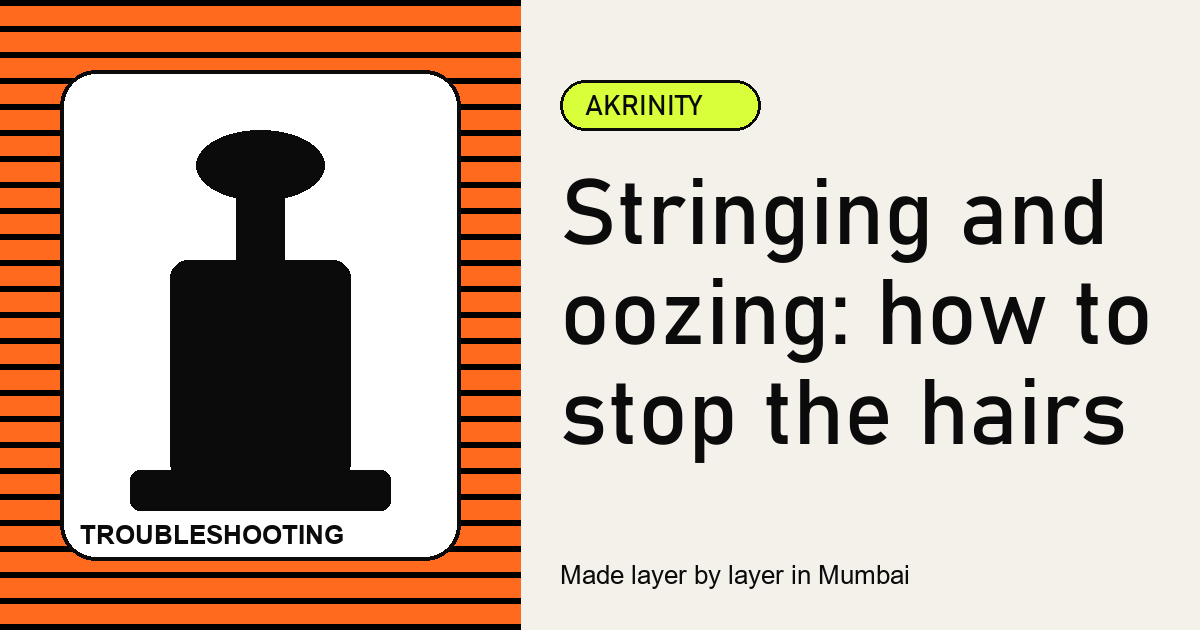 TROUBLESHOOTING
AKRINITY
Stringing and
oozing: how to
stop the hairs
Made layer by layer in Mumbai